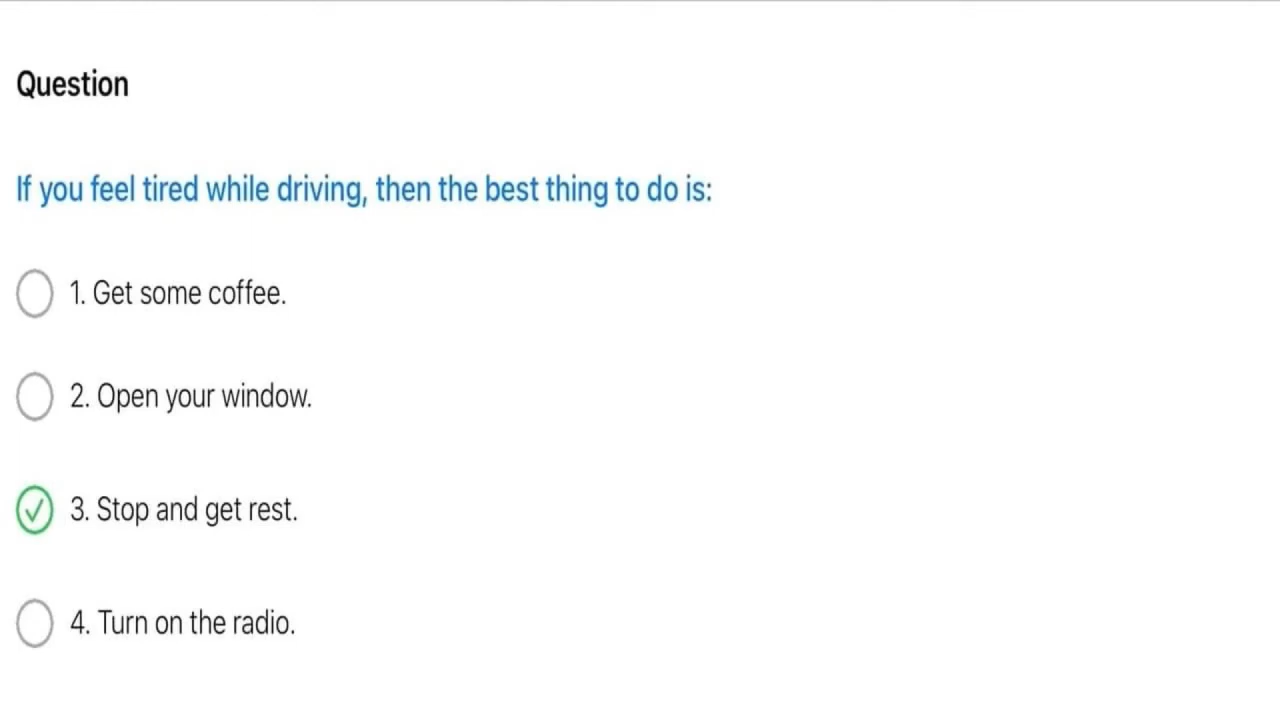 Question
If you feel tired while driving, then the best thing to do is:
1. Get some coffee.
2. Open your window.
3. Stop and get rest.
4. Turn on the radio.